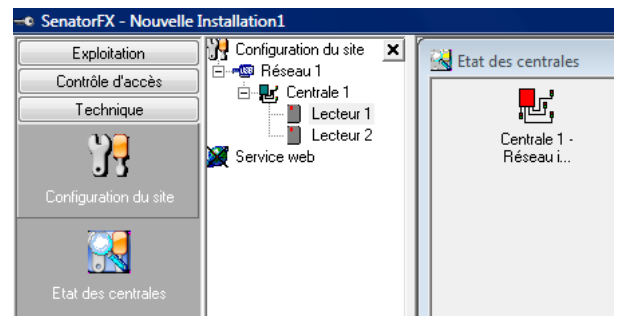 SenatorFX - Nouvelle Installation1
Exploitation
Contrôle d'accès
Technique
Configuration du site
Etat des centrales
Configuration du site
Réseau 1
Centrale 1
Lecteur 1
Lecteur 2
Service web
Etat des centrales
Centrale 1 -
Réseau i...